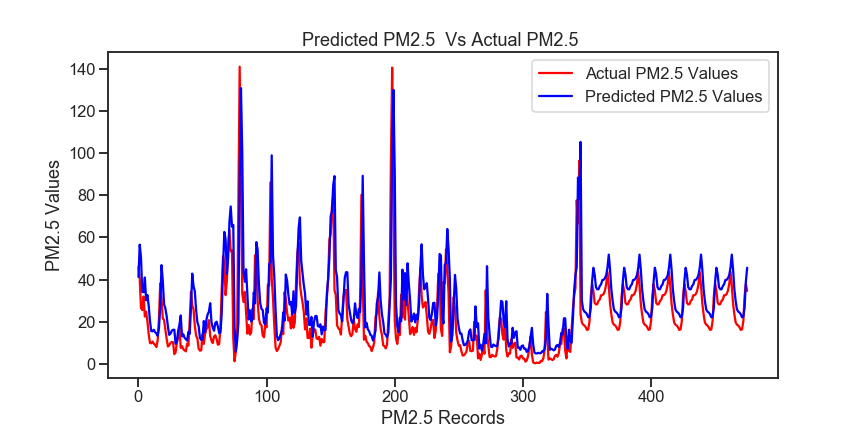 Predicted PM2.5  Vs Actual PM2.5
Actual PM2.5 Values
Predicted PM2.5 Values
PM2.5 Values
140
120
100
80
60
40
20
0
0 100 200 300 400
PM2.5 Records